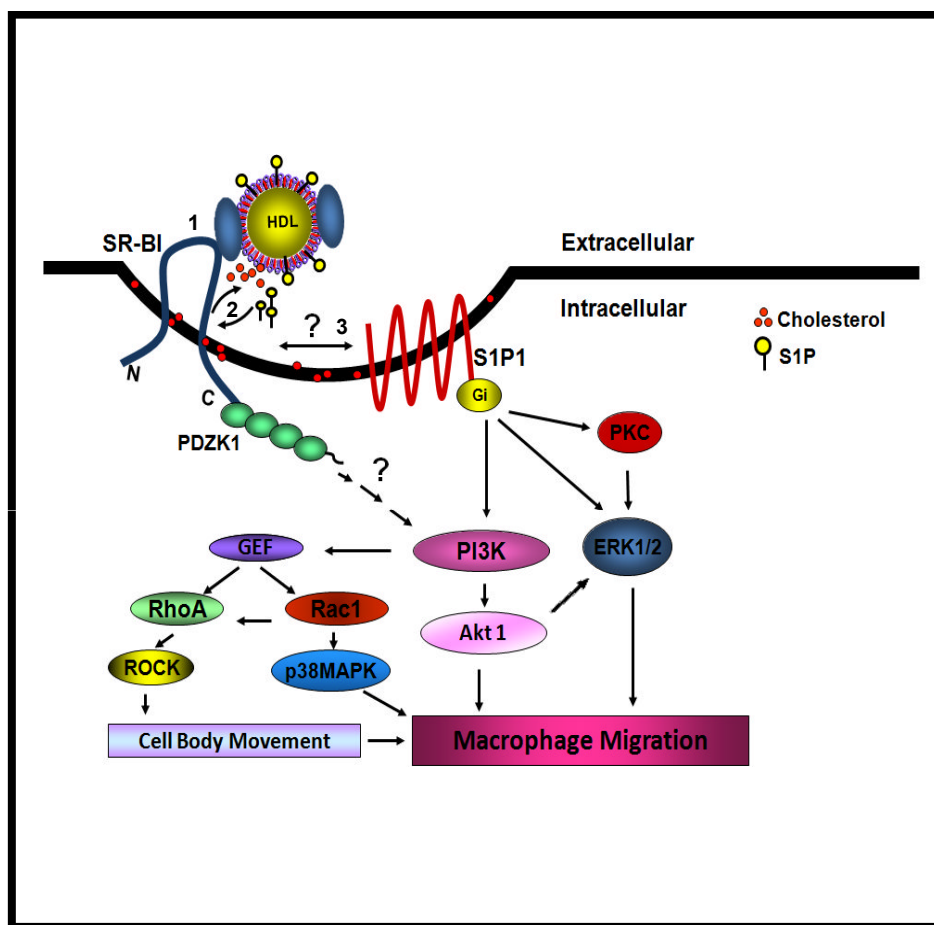 HDL
1
SR-BI
Extracellular
Intracellular
2
? 3
Cholesterol
S1P
S1P1
Gi
N
C
PDZK1
PKC
?
GEF
PI3K
ERK1/2
RhoA
Rac1
Akt 1
ROCK
p38MAPK
Cell Body Movement
Macrophage Migration